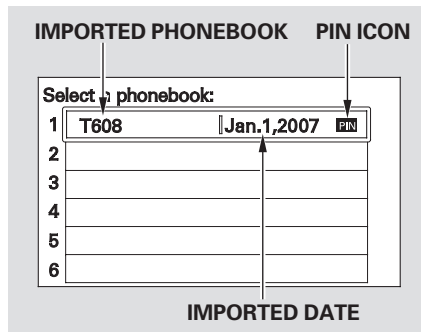 IMPORTED PHONEBOOK PIN ICON
Select a phonebook:
1 T608 Jan.1,2007 PIN
2
3
4
5
6
IMPORTED DATE